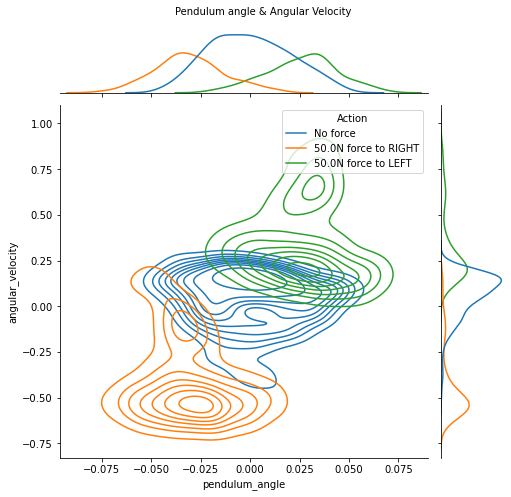 Pendulum angle & Angular Velocity
Action
No force
50.0N force to RIGHT
50.0N force to LEFT
1.00
0.75
0.50
0.25
0.00
−0.25
−0.50
−0.75
angular_velocity
−0.075
−0.050
−0.025
0.000
0.025
0.050
0.075
pendulum_angle